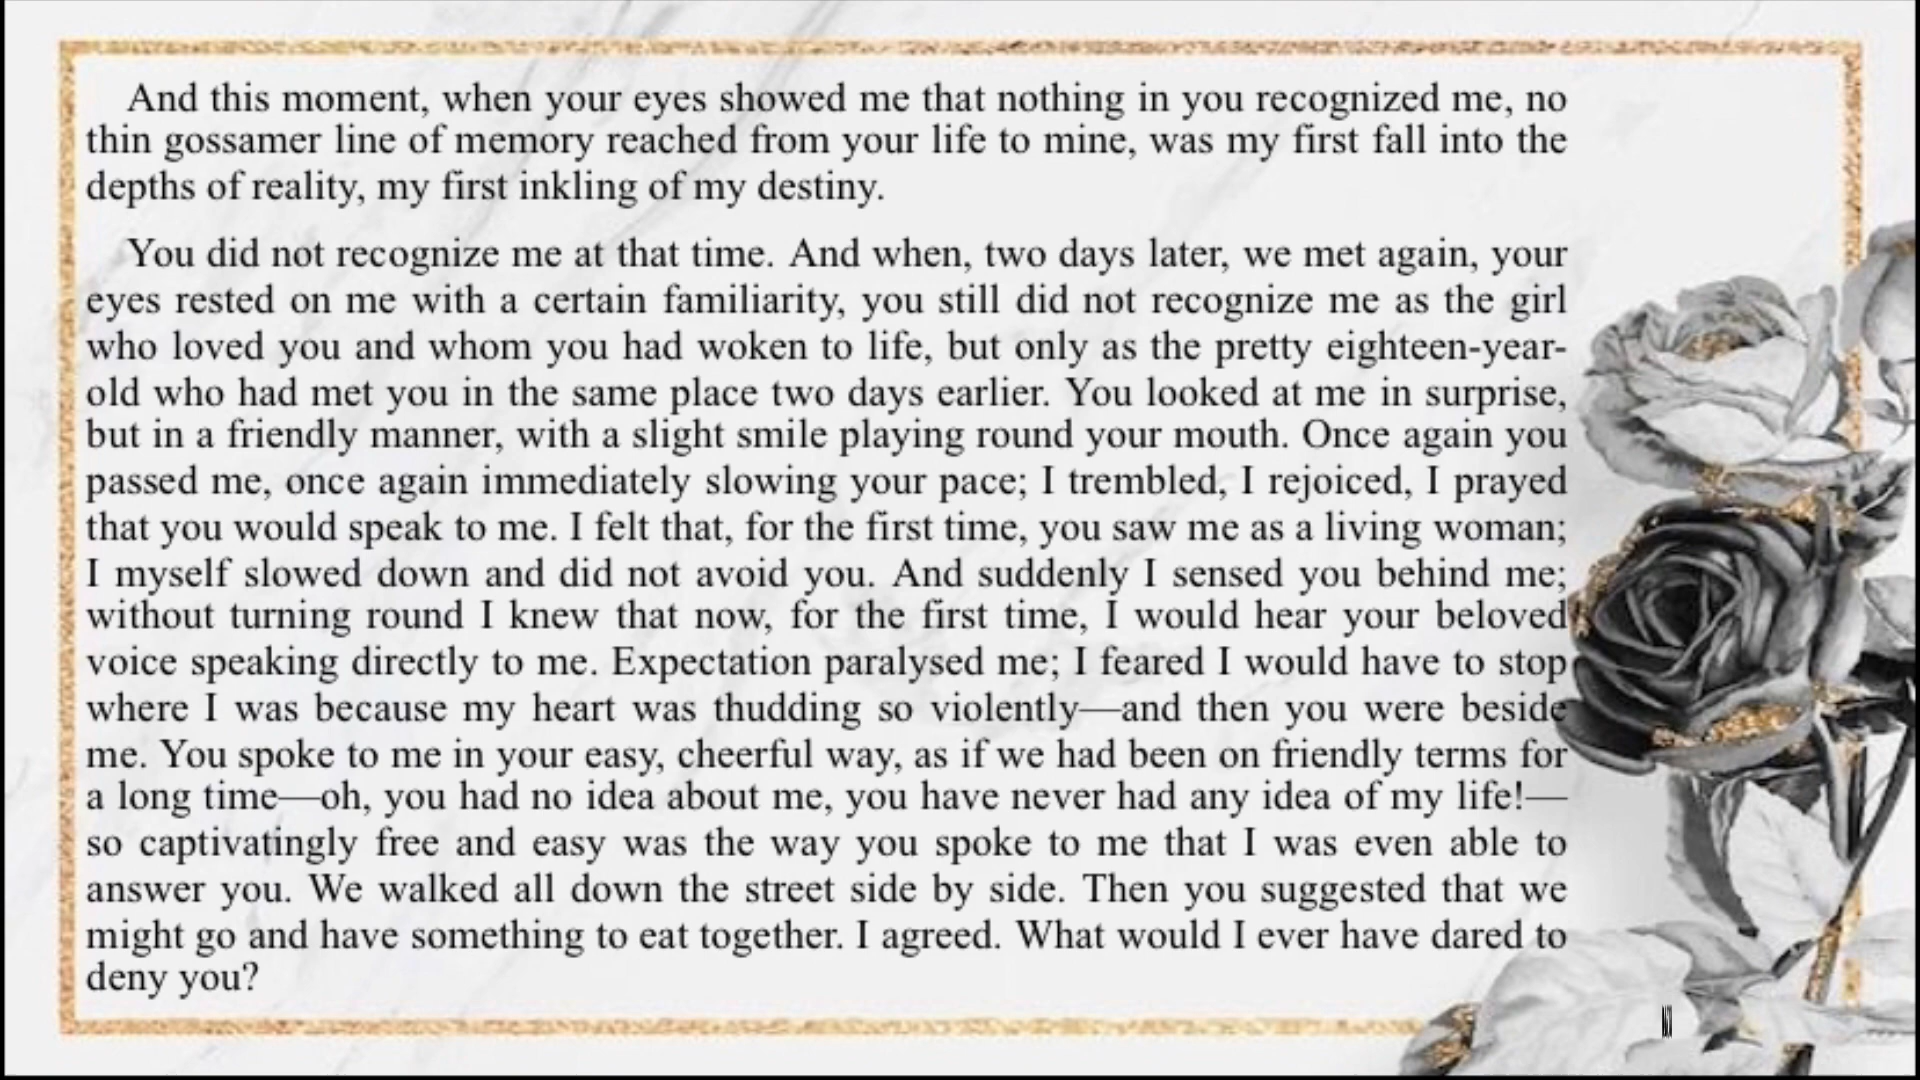 And this moment, when your eyes showed me that nothing in you recognized me, no
thin gossamer line of memory reached from your life to mine, was my first fall into the
depths of reality, my first inkling of my destiny.
You did not recognize me at that time. And when, two days later, we met again, your
eyes rested on me with a certain familiarity, you still did not recognize me as the girl
who loved you and whom you had woken to life, but only as the pretty eighteen-year-
old who had met you in the same place two days earlier. You looked at me in surprise,
but in a friendly manner, with a slight smile playing round your mouth. Once again you
passed me, once again immediately slowing your pace; I trembled, I rejoiced, I prayed
that you would speak to me. I felt that, for the first time, you saw me as a living woman;
I myself slowed down and did not avoid you. And suddenly I sensed you behind me;
without turning round I knew that now, for the first time, I would hear your beloved
voice speaking directly to me. Expectation paralysed me; I feared I would have to stop
where I was because my heart was thudding so violently—and then you were beside
me. You spoke to me in your easy, cheerful way, as if we had been on friendly terms for
a long time—oh, you had no idea about me, you have never had any idea of my life!—
so captivatingly free and easy was the way you spoke to me that I was even able to
answer you. We walked all down the street side by side. Then you suggested that we
might go and have something to eat together. I agreed. What would I ever have dared to
deny you?